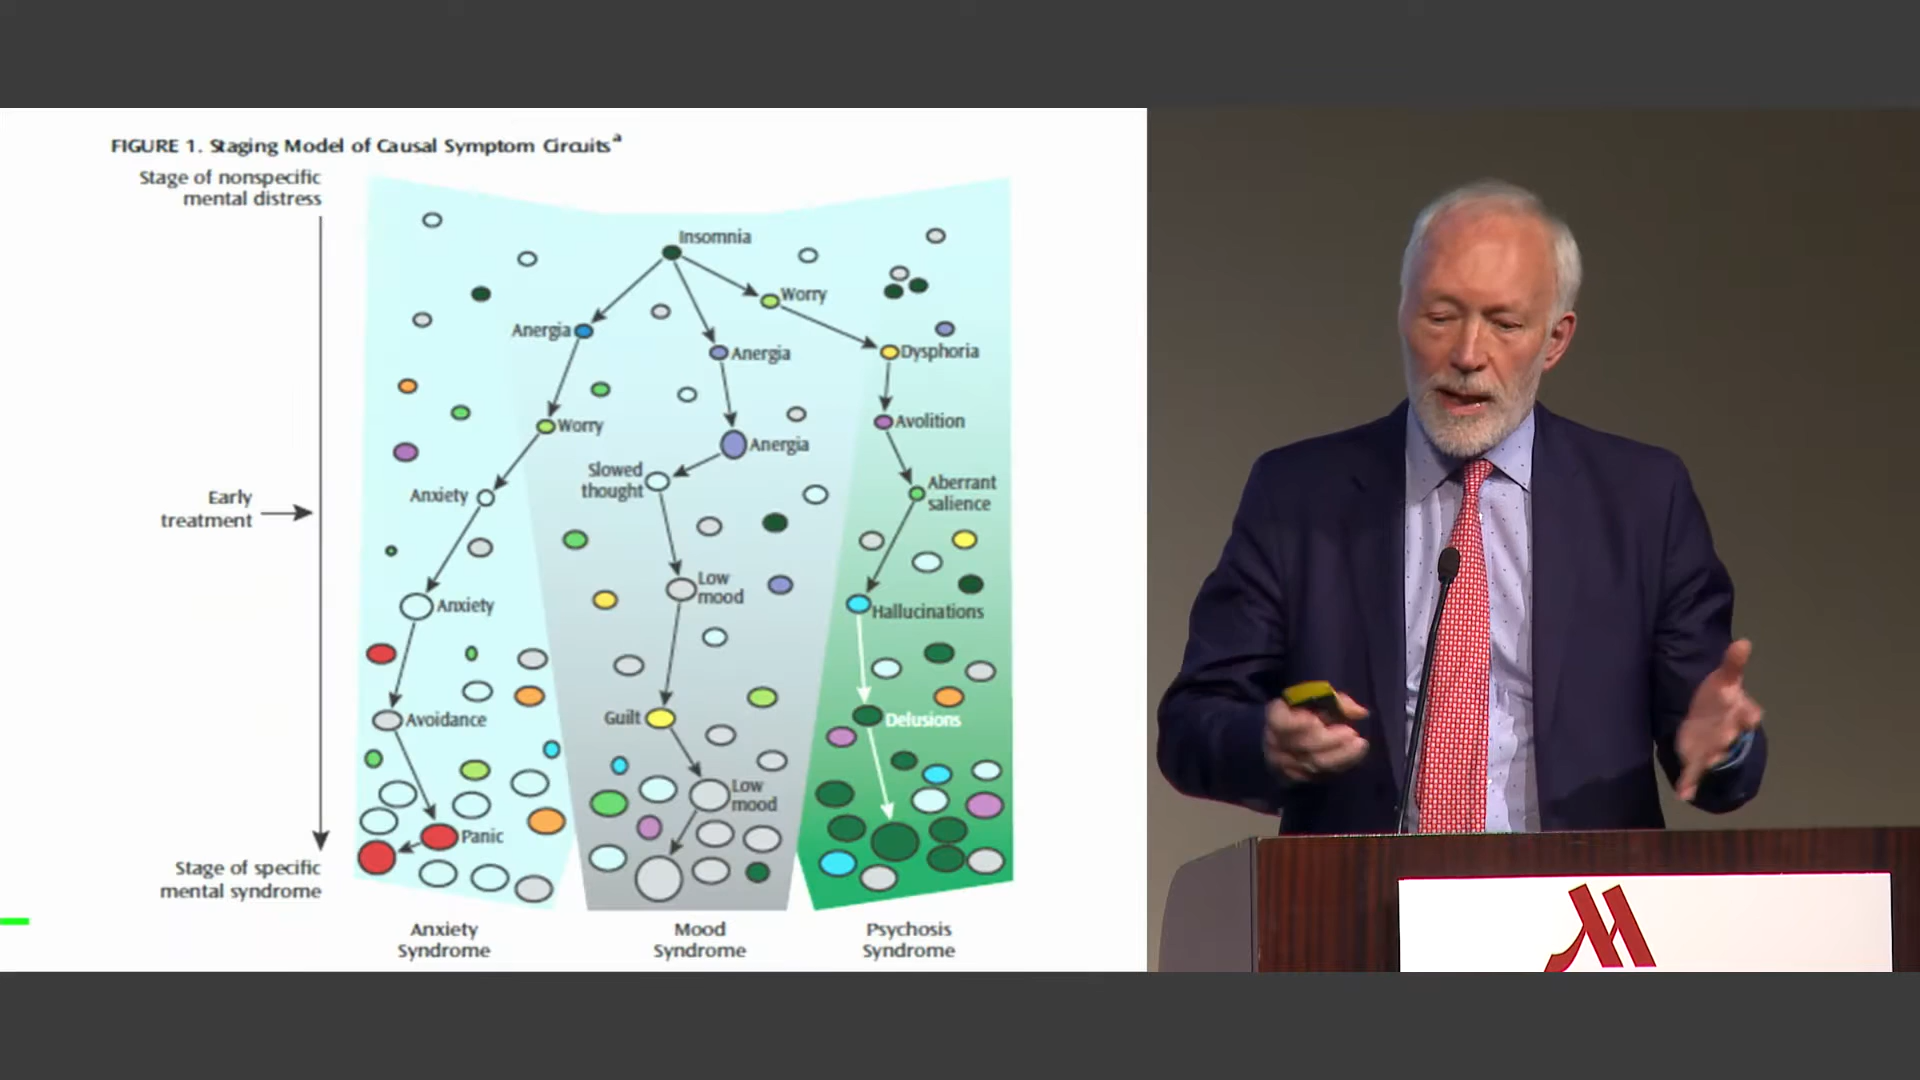 FIGURE 1. Staging Model of Causal Symptom Circuitsᵃ
Stage of nonspecific
mental distress
Insomnia
Worry
Anergia
Anergia
Dysphoria
Worry
Avolition
Anergia
Slowed
thought
Anxiety
Aberrant
salience
Early
treatment
Low
mood
Anxiety
Hallucinations
Avoidance
Guilt
Delusions
Low
mood
Panic
Stage of specific
mental syndrome
Anxiety
Syndrome
Mood
Syndrome
Psychosis
Syndrome